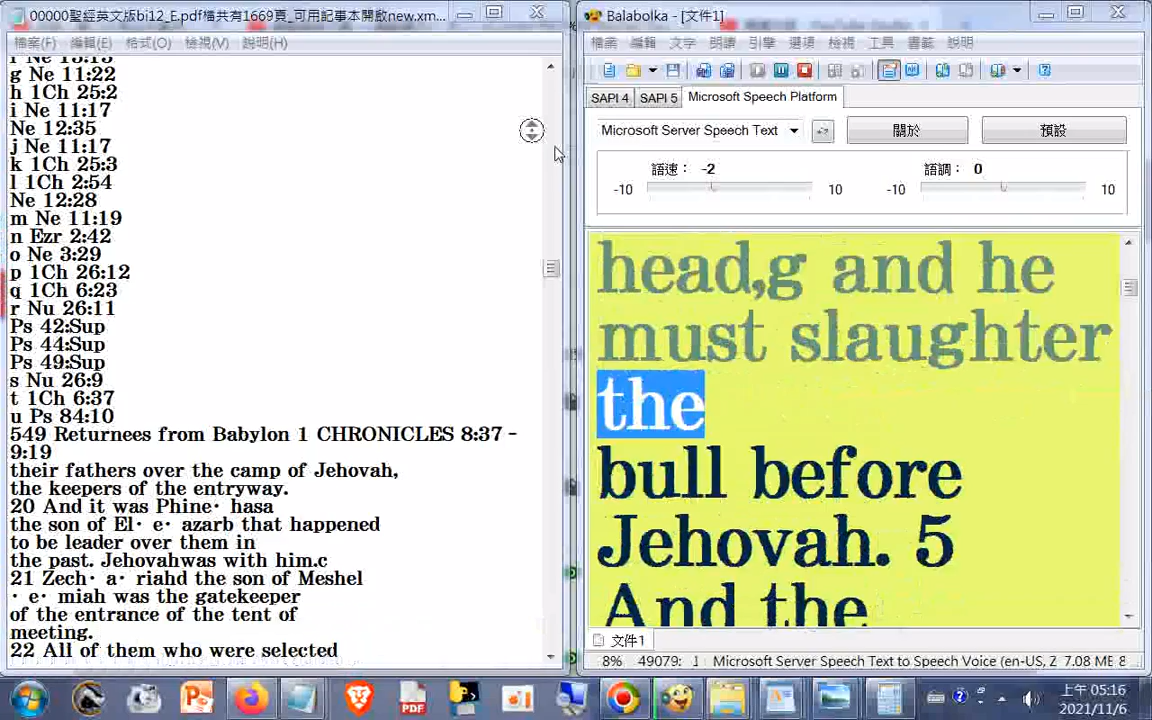 00000聖經英文版bi12_E.pdf檔共有1669頁_可用記事本開啟new.xm...
檔案(F) 編輯(E) 格式(O) 檢視(V) 說明(H)
g Ne 11:22
h 1Ch 25:2
i Ne 11:17
Ne 12:35
j Ne 11:17
k 1Ch 25:3
l 1Ch 2:54
Ne 12:28
m Ne 11:19
n Ezr 2:42
o Ne 3:29
p 1Ch 26:12
q 1Ch 6:23
r Nu 26:11
Ps 42:Sup
Ps 44:Sup
Ps 49:Sup
s Nu 26:9
t 1Ch 6:37
u Ps 84:10
549 Returnees from Babylon 1 CHRONICLES 8:37 -
9:19
their fathers over the camp of Jehovah,
the keepers of the entryway.
20 And it was Phine· hasa
the son of El· e· azarb that happened
to be leader over them in
the past. Jehovahwas with him.c
21 Zech· a· riahd the son of Meshel
· e· miah was the gatekeeper
of the entrance of the tent of
meeting.
22 All of them who were selected
Balabolka - [文件1]
檔案 編輯 文字 朗讀 引擎 選項 檢視 工具 書籤 說明
SAPI 4 SAPI 5 Microsoft Speech Platform
Microsoft Server Speech Text 關於 預設
語速： -2 語調： 0
-10 10 -10 10
head,g and he
must slaughter
the
bull before
Jehovah. 5
And the
文件1
8% 49079: 1 Microsoft Server Speech Text to Speech Voice (en-US, Z 7.08 MB 8
上午 05:16
2021/11/6